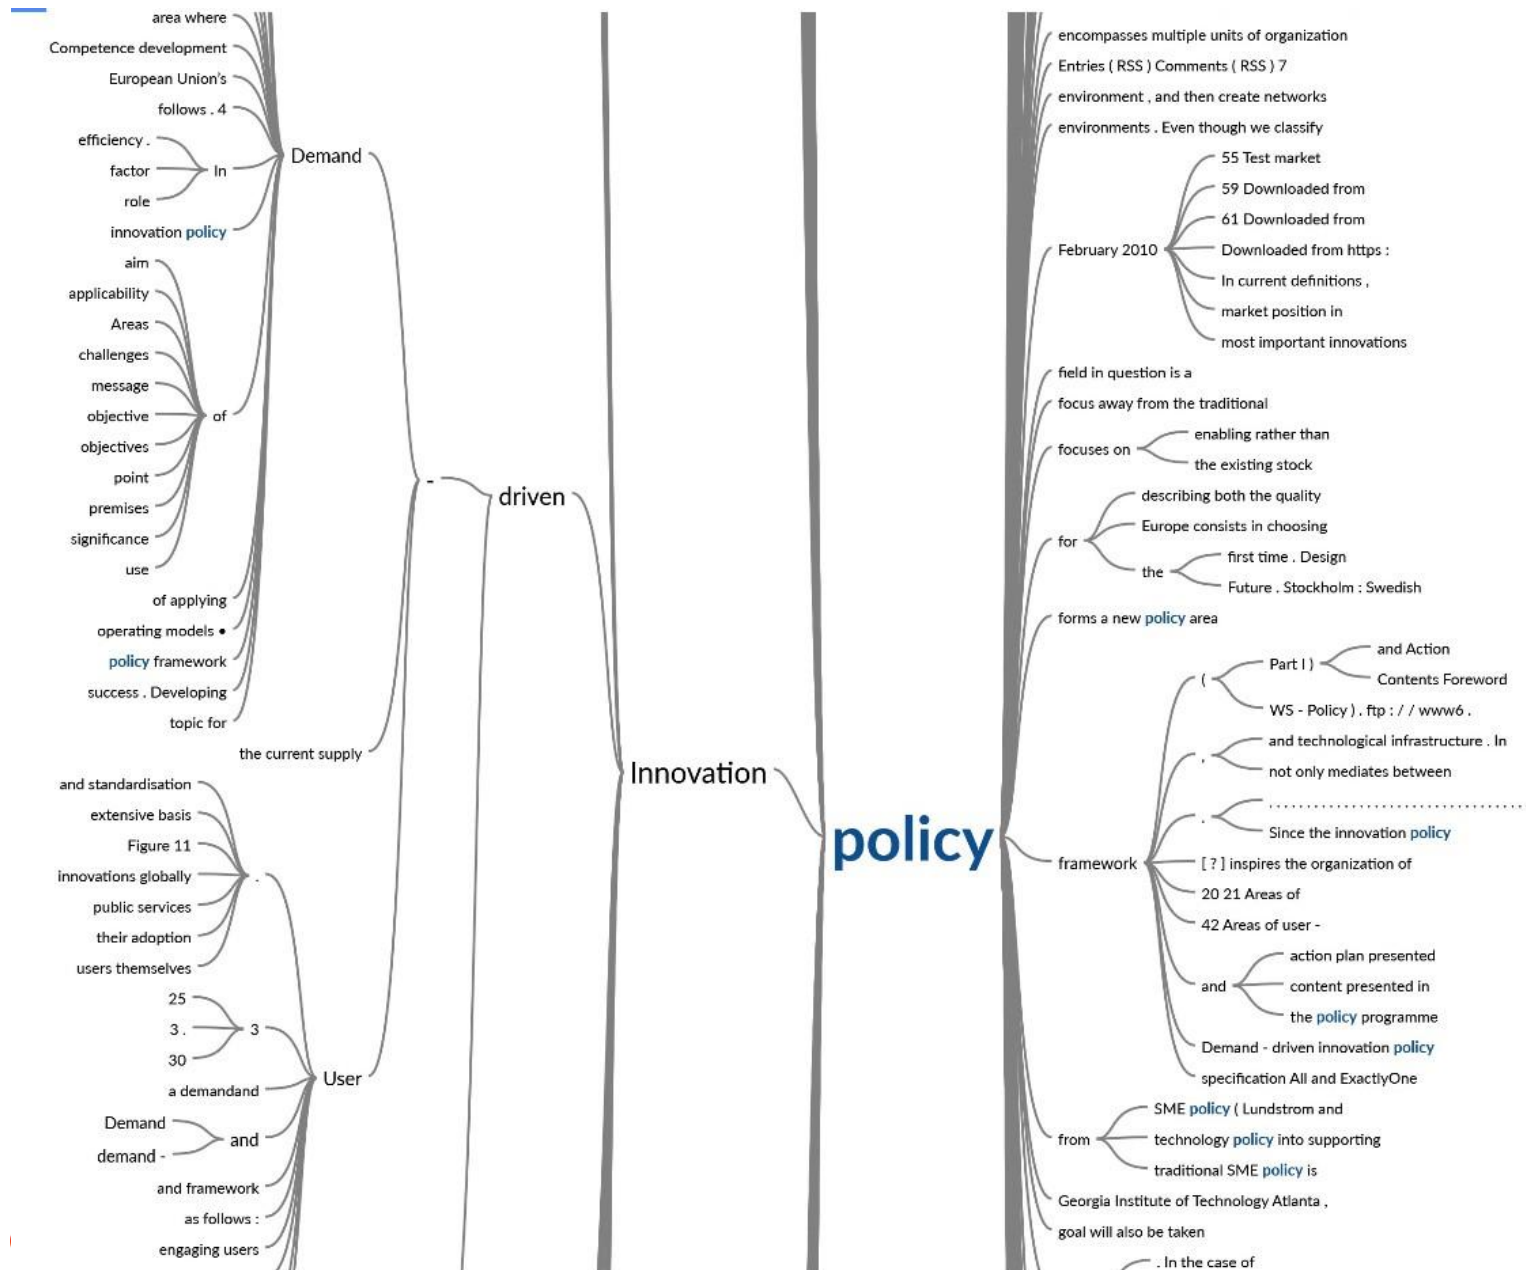 area where
Competence development
European Union's
follows . 4
efficiency .
factor
role
In
innovation policy
Demand
aim
applicability
Areas
challenges
message
objective
objectives
point
premises
significance
use
of
of applying
operating models •
policy framework
success . Developing
topic for
the current supply
-
driven
and standardisation
extensive basis
Figure 11
innovations globally
public services
their adoption
users themselves
.
25
3 .
30
3
a demandand
Demand
demand -
and
and framework
as follows :
engaging users
User
Innovation
policy
encompasses multiple units of organization
Entries ( RSS ) Comments ( RSS ) 7
environment , and then create networks
environments . Even though we classify
February 2010
55 Test market
59 Downloaded from
61 Downloaded from
Downloaded from https :
In current definitions ,
market position in
most important innovations
field in question is a
focus away from the traditional
focuses on
enabling rather than
the existing stock
for
describing both the quality
Europe consists in choosing
the
first time . Design
Future . Stockholm : Swedish
forms a new policy area
framework
(
Part I )
and Action
Contents Foreword
WS - Policy ) . ftp : / / www6 .
,
and technological infrastructure . In
not only mediates between
.
. . . . . . . . . . . . . . . . . . . . . . . . . . . . . . . . . .
Since the innovation policy
[ ? ] inspires the organization of
20 21 Areas of
42 Areas of user -
and
action plan presented
content presented in
the policy programme
Demand - driven innovation policy
specification All and ExactlyOne
from
SME policy ( Lundstrom and
technology policy into supporting
traditional SME policy is
Georgia Institute of Technology Atlanta ,
goal will also be taken
. In the case of